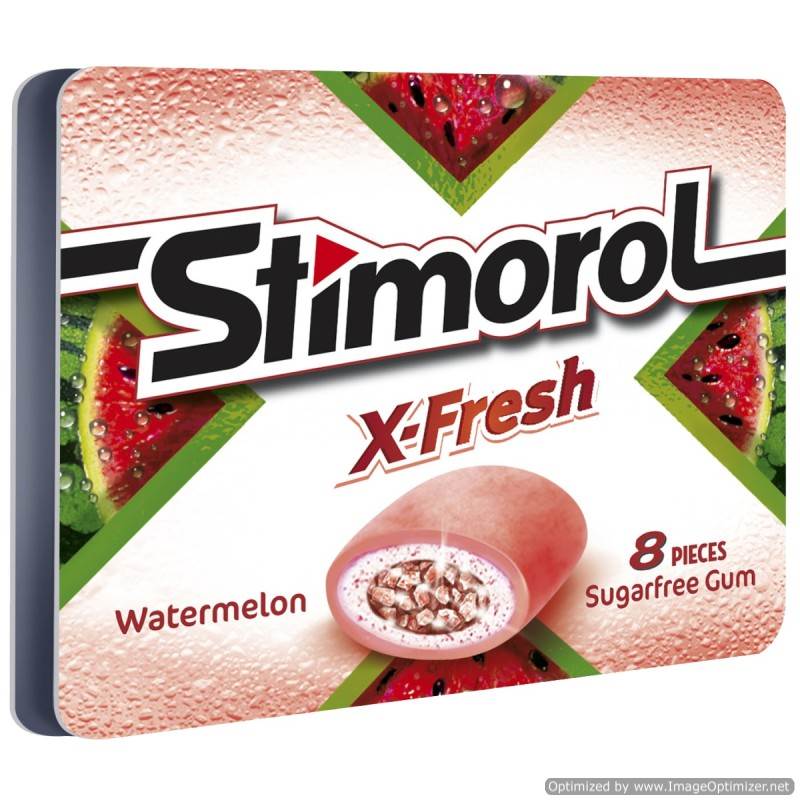 Stimorol
X-Fresh
8 PIECES
Sugarfree Gum
Watermelon
Optimized by www.ImageOptimizer.net